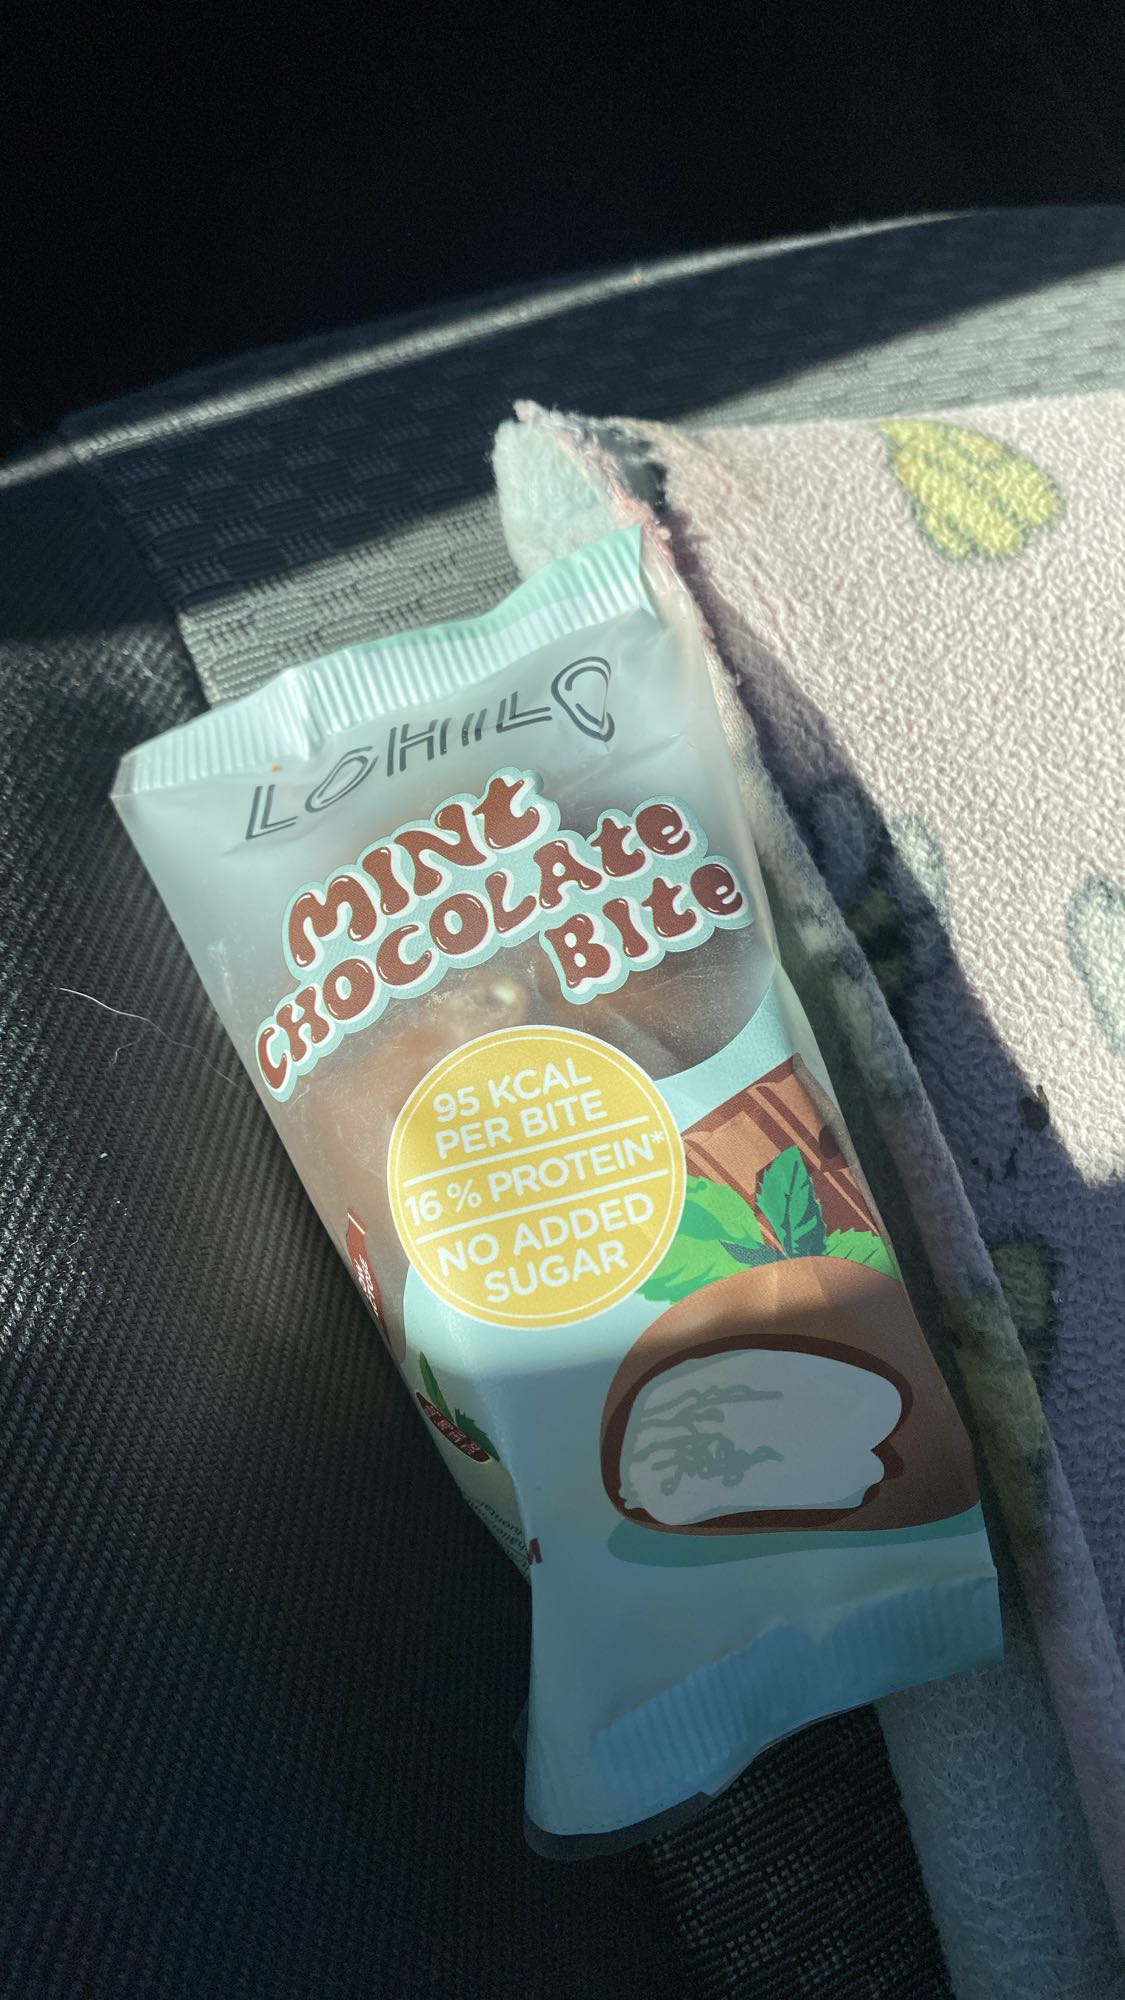 LOHILO
MINt
CHOCOLAte
BIte
95 KCAL
PER BITE
16 % PROTEIN*
NO ADDED
SUGAR